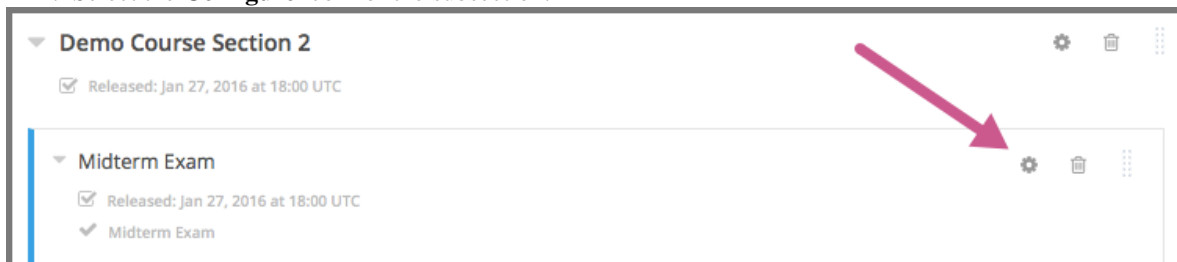 Demo Course Section 2
Released: Jan 27, 2016 at 18:00 UTC
Midterm Exam
Released: Jan 27, 2016 at 18:00 UTC
Midterm Exam